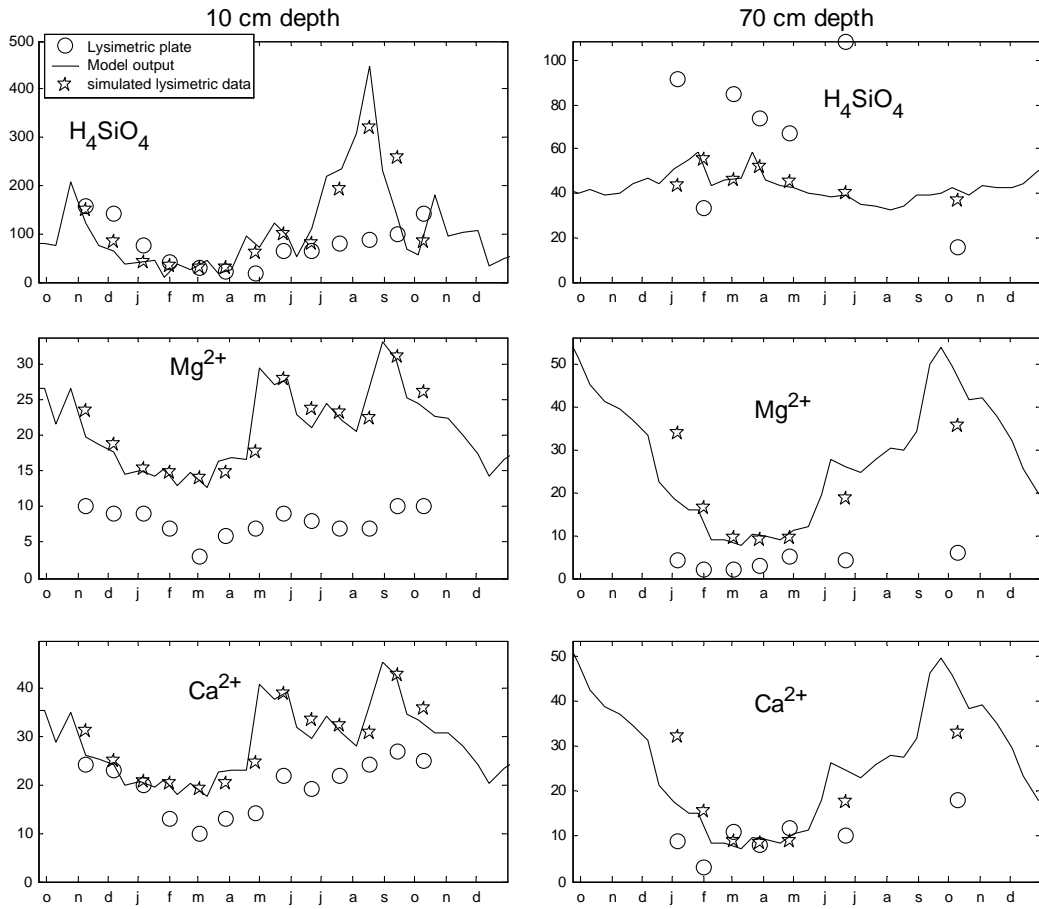 10 cm depth
500
400
300
200
100
0
Lysimetric plate
Model output
simulated lysimetric data
H4SiO4
o n d j f m a m j j a s o n d
70 cm depth
100
80
60
40
20
0
H4SiO4
o n d j f m a m j j a s o n d
30
25
20
15
10
5
0
Mg2+
o n d j f m a m j j a s o n d
50
40
30
20
10
0
Mg2+
o n d j f m a m j j a s o n d
40
30
20
10
0
Ca2+
o n d j f m a m j j a s o n d
50
40
30
20
10
0
Ca2+
o n d j f m a m j j a s o n d